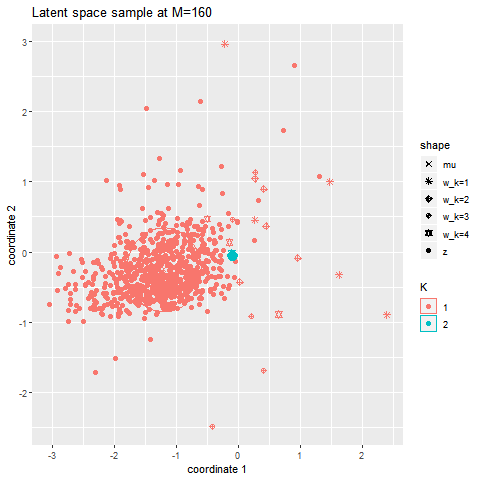 Latent space sample at M=160
3
2
1
0
-1
-2
coordinate 2
-3
-2
-1
0
1
2
coordinate 1
shape
mu
w_k=1
w_k=2
w_k=3
w_k=4
z
K
1
2